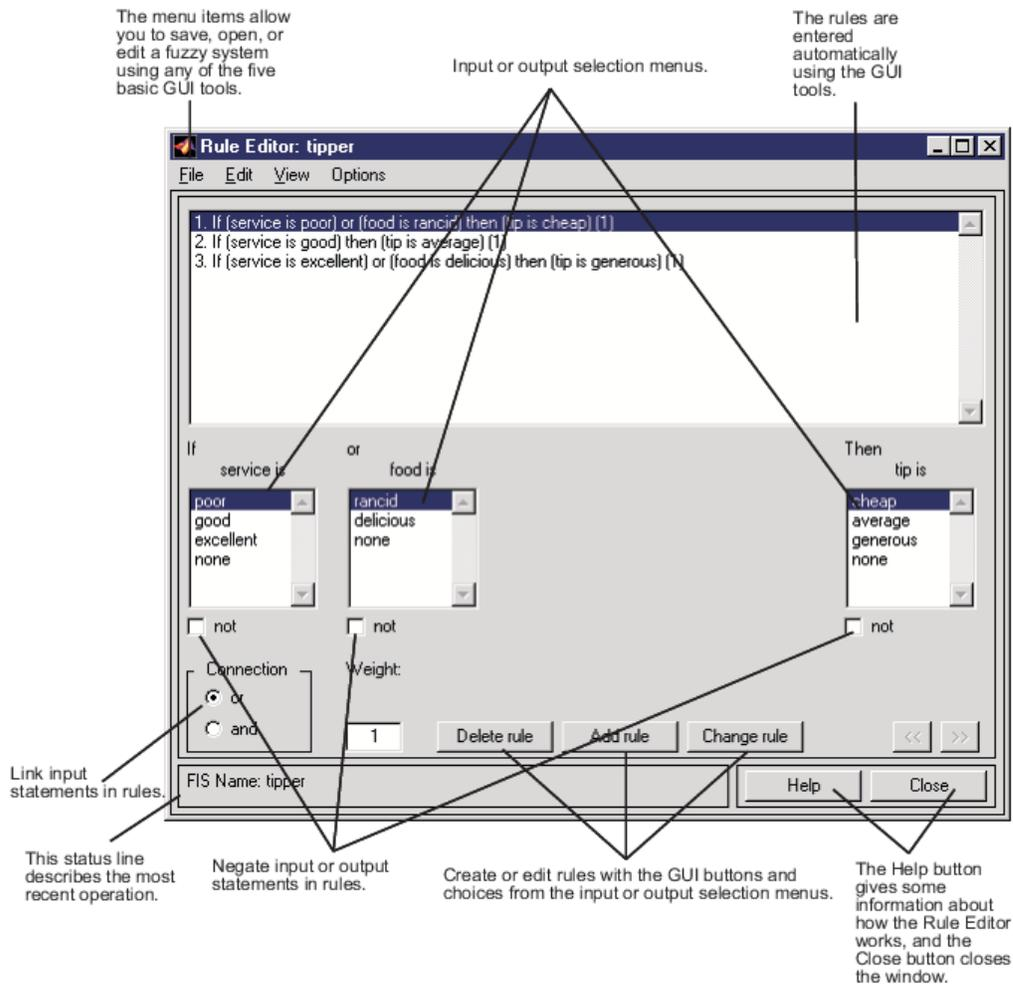 The menu items allow
you to save, open, or
edit a fuzzy system
using any of the five
basic GUI tools.
Input or output selection menus.
The rules are
entered
automatically
using the GUI
tools.
Rule Editor: tipper
File Edit View Options
1. If (service is poor) or (food is rancid) then (tip is cheap) (1)
2. If (service is good) then (tip is average) (1)
3. If (service is excellent) or (food is delicious) then (tip is generous) (1)
If
service is
or
food is
Then
tip is
poor
good
excellent
none
rancid
delicious
none
cheap
average
generous
none
not
not
not
Connection
or
and
Weight:
1
Delete rule
Add rule
Change rule
<<
>>
FIS Name: tipper
Help
Close
Link input
statements in rules.
This status line
describes the most
recent operation.
Negate input or output
statements in rules.
Create or edit rules with the GUI buttons and
choices from the input or output selection menus.
The Help button
gives some
information about
how the Rule Editor
works, and the
Close button closes
the window.